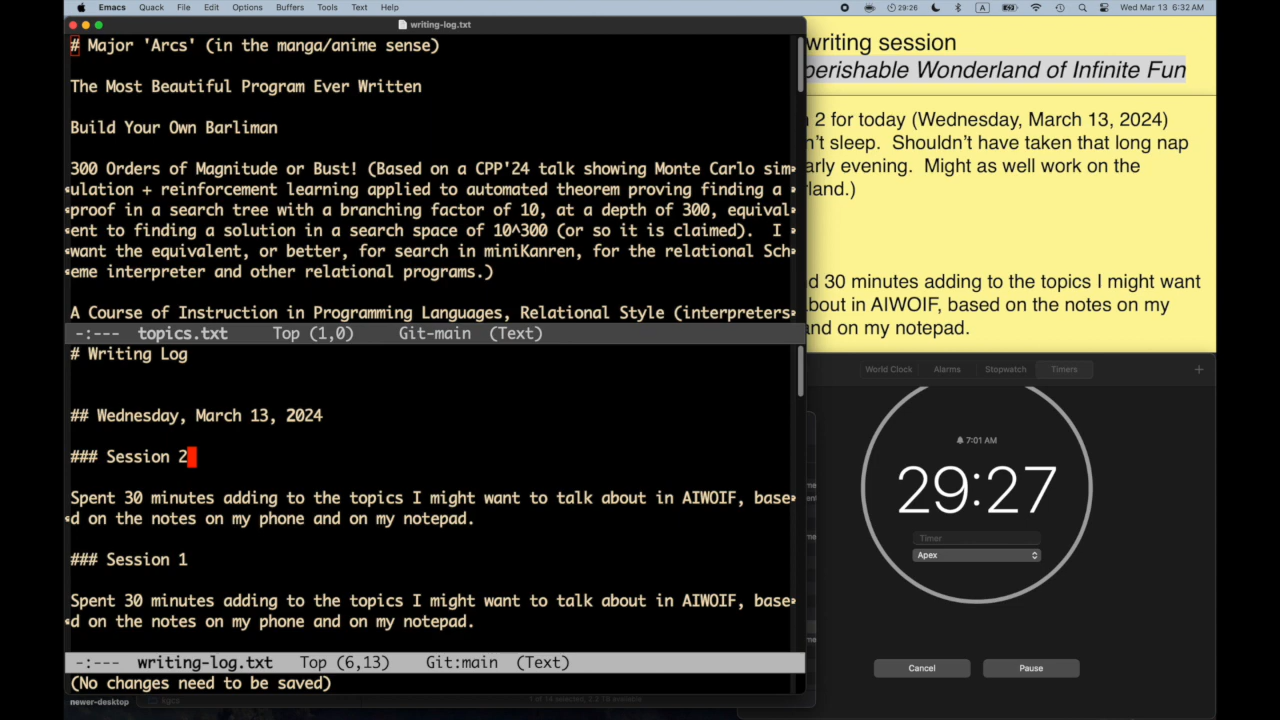 Emacs Quack File Edit Options Buffers Tools Text Help 29:26 A Wed Mar 13 6:32 AM
writing-log.txt
# Major 'Arcs' (in the manga/anime sense)
The Most Beautiful Program Ever Written
Build Your Own Barliman
300 Orders of Magnitude or Bust! (Based on a CPP'24 talk showing Monte Carlo sim
ulation + reinforcement learning applied to automated theorem proving finding a
proof in a search tree with a branching factor of 10, at a depth of 300, equival
ent to finding a solution in a search space of 10^300 (or so it is claimed). I
want the equivalent, or better, for search in miniKanren, for the relational Sch
eme interpreter and other relational programs.)
A Course of Instruction in Programming Languages, Relational Style (interpreters
-:--- topics.txt Top (1,0) Git-main (Text)
# Writing Log
## Wednesday, March 13, 2024
### Session 2
Spent 30 minutes adding to the topics I might want to talk about in AIWOIF, base
d on the notes on my phone and on my notepad.
### Session 1
Spent 30 minutes adding to the topics I might want to talk about in AIWOIF, base
d on the notes on my phone and on my notepad.
-:--- writing-log.txt Top (6,13) Git:main (Text)
(No changes need to be saved)
newer-desktop
writing session
perishable Wonderland of Infinite Fun
2 for today (Wednesday, March 13, 2024)
n't sleep. Shouldn't have taken that long nap
arly evening. Might as well work on the
rland.)
d 30 minutes adding to the topics I might want
about in AIWOIF, based on the notes on my
and on my notepad.
World Clock Alarms Stopwatch Timers +
7:01 AM
29:27
Timer
Apex
Cancel Pause